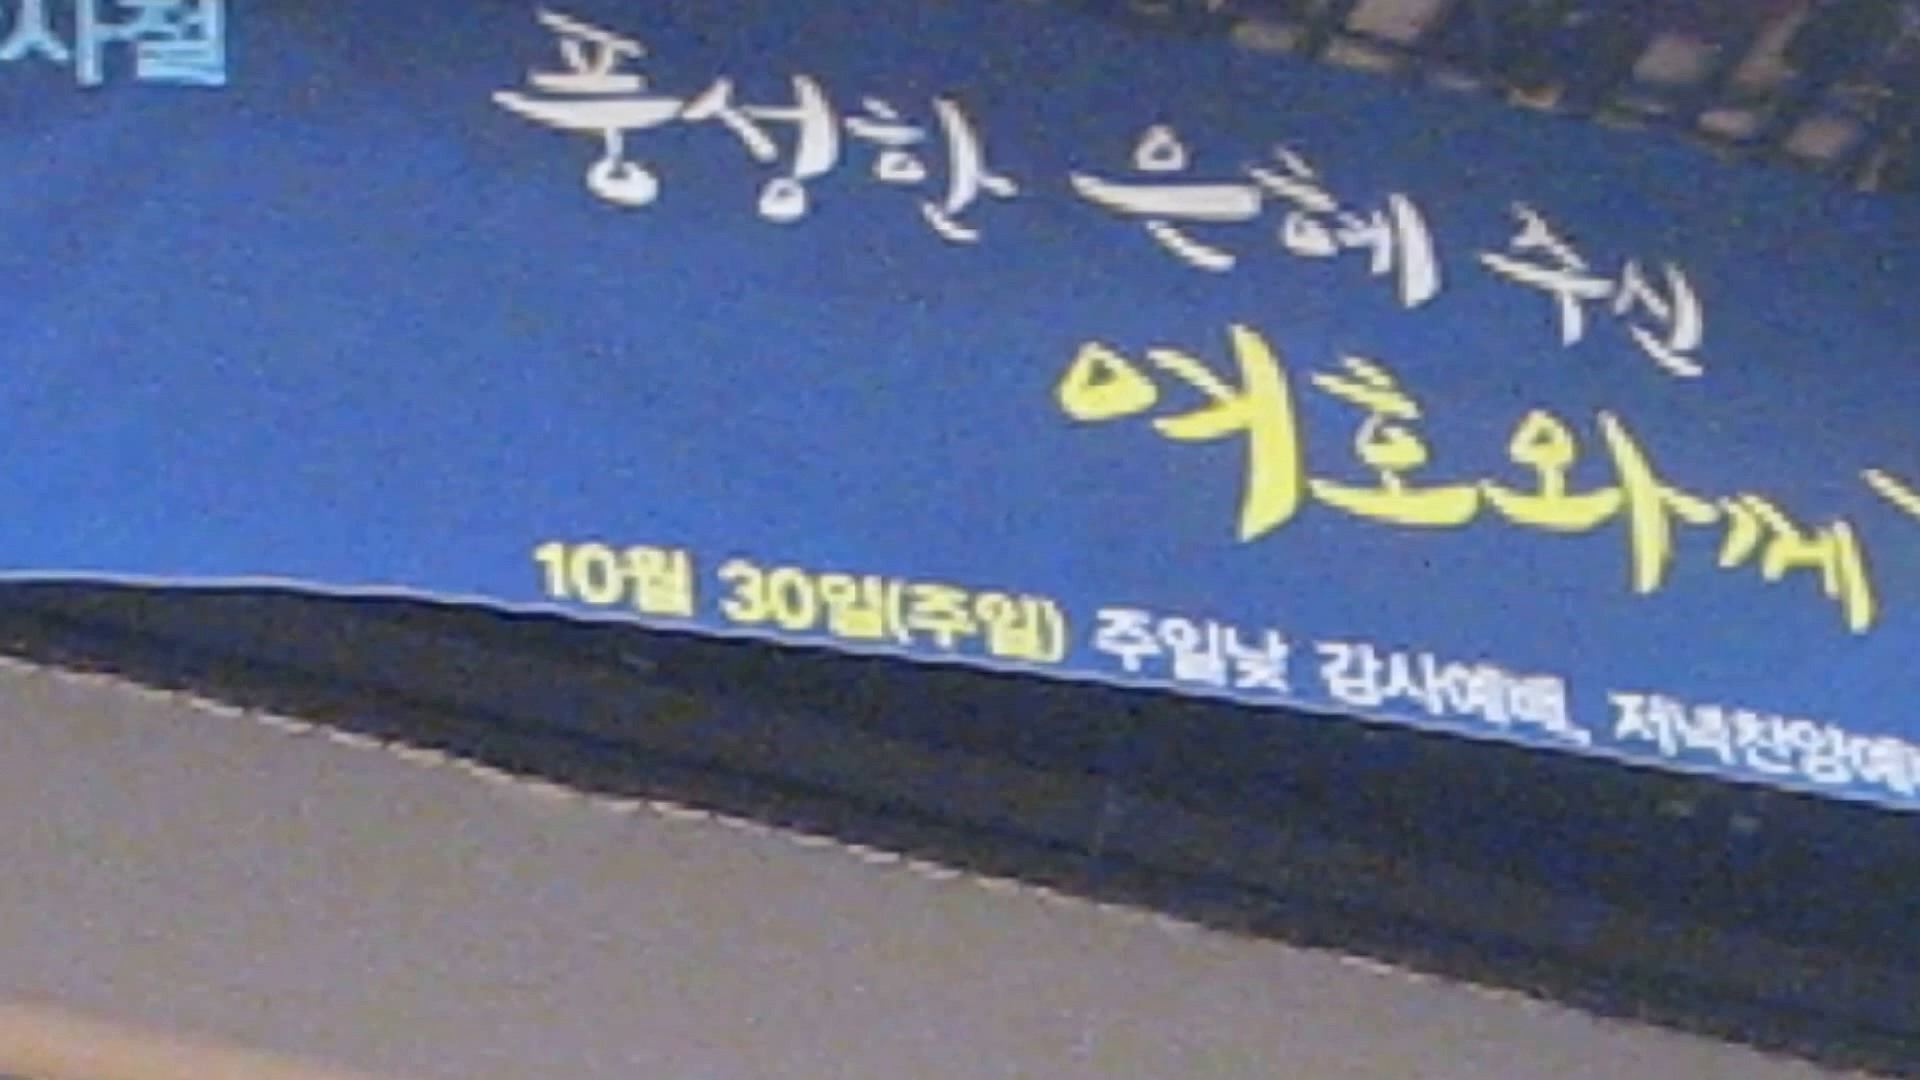 사절
풍성한 은혜 주신
여호와께
10월 30일(주일) 주일낮 감사예배, 저녁찬양예배